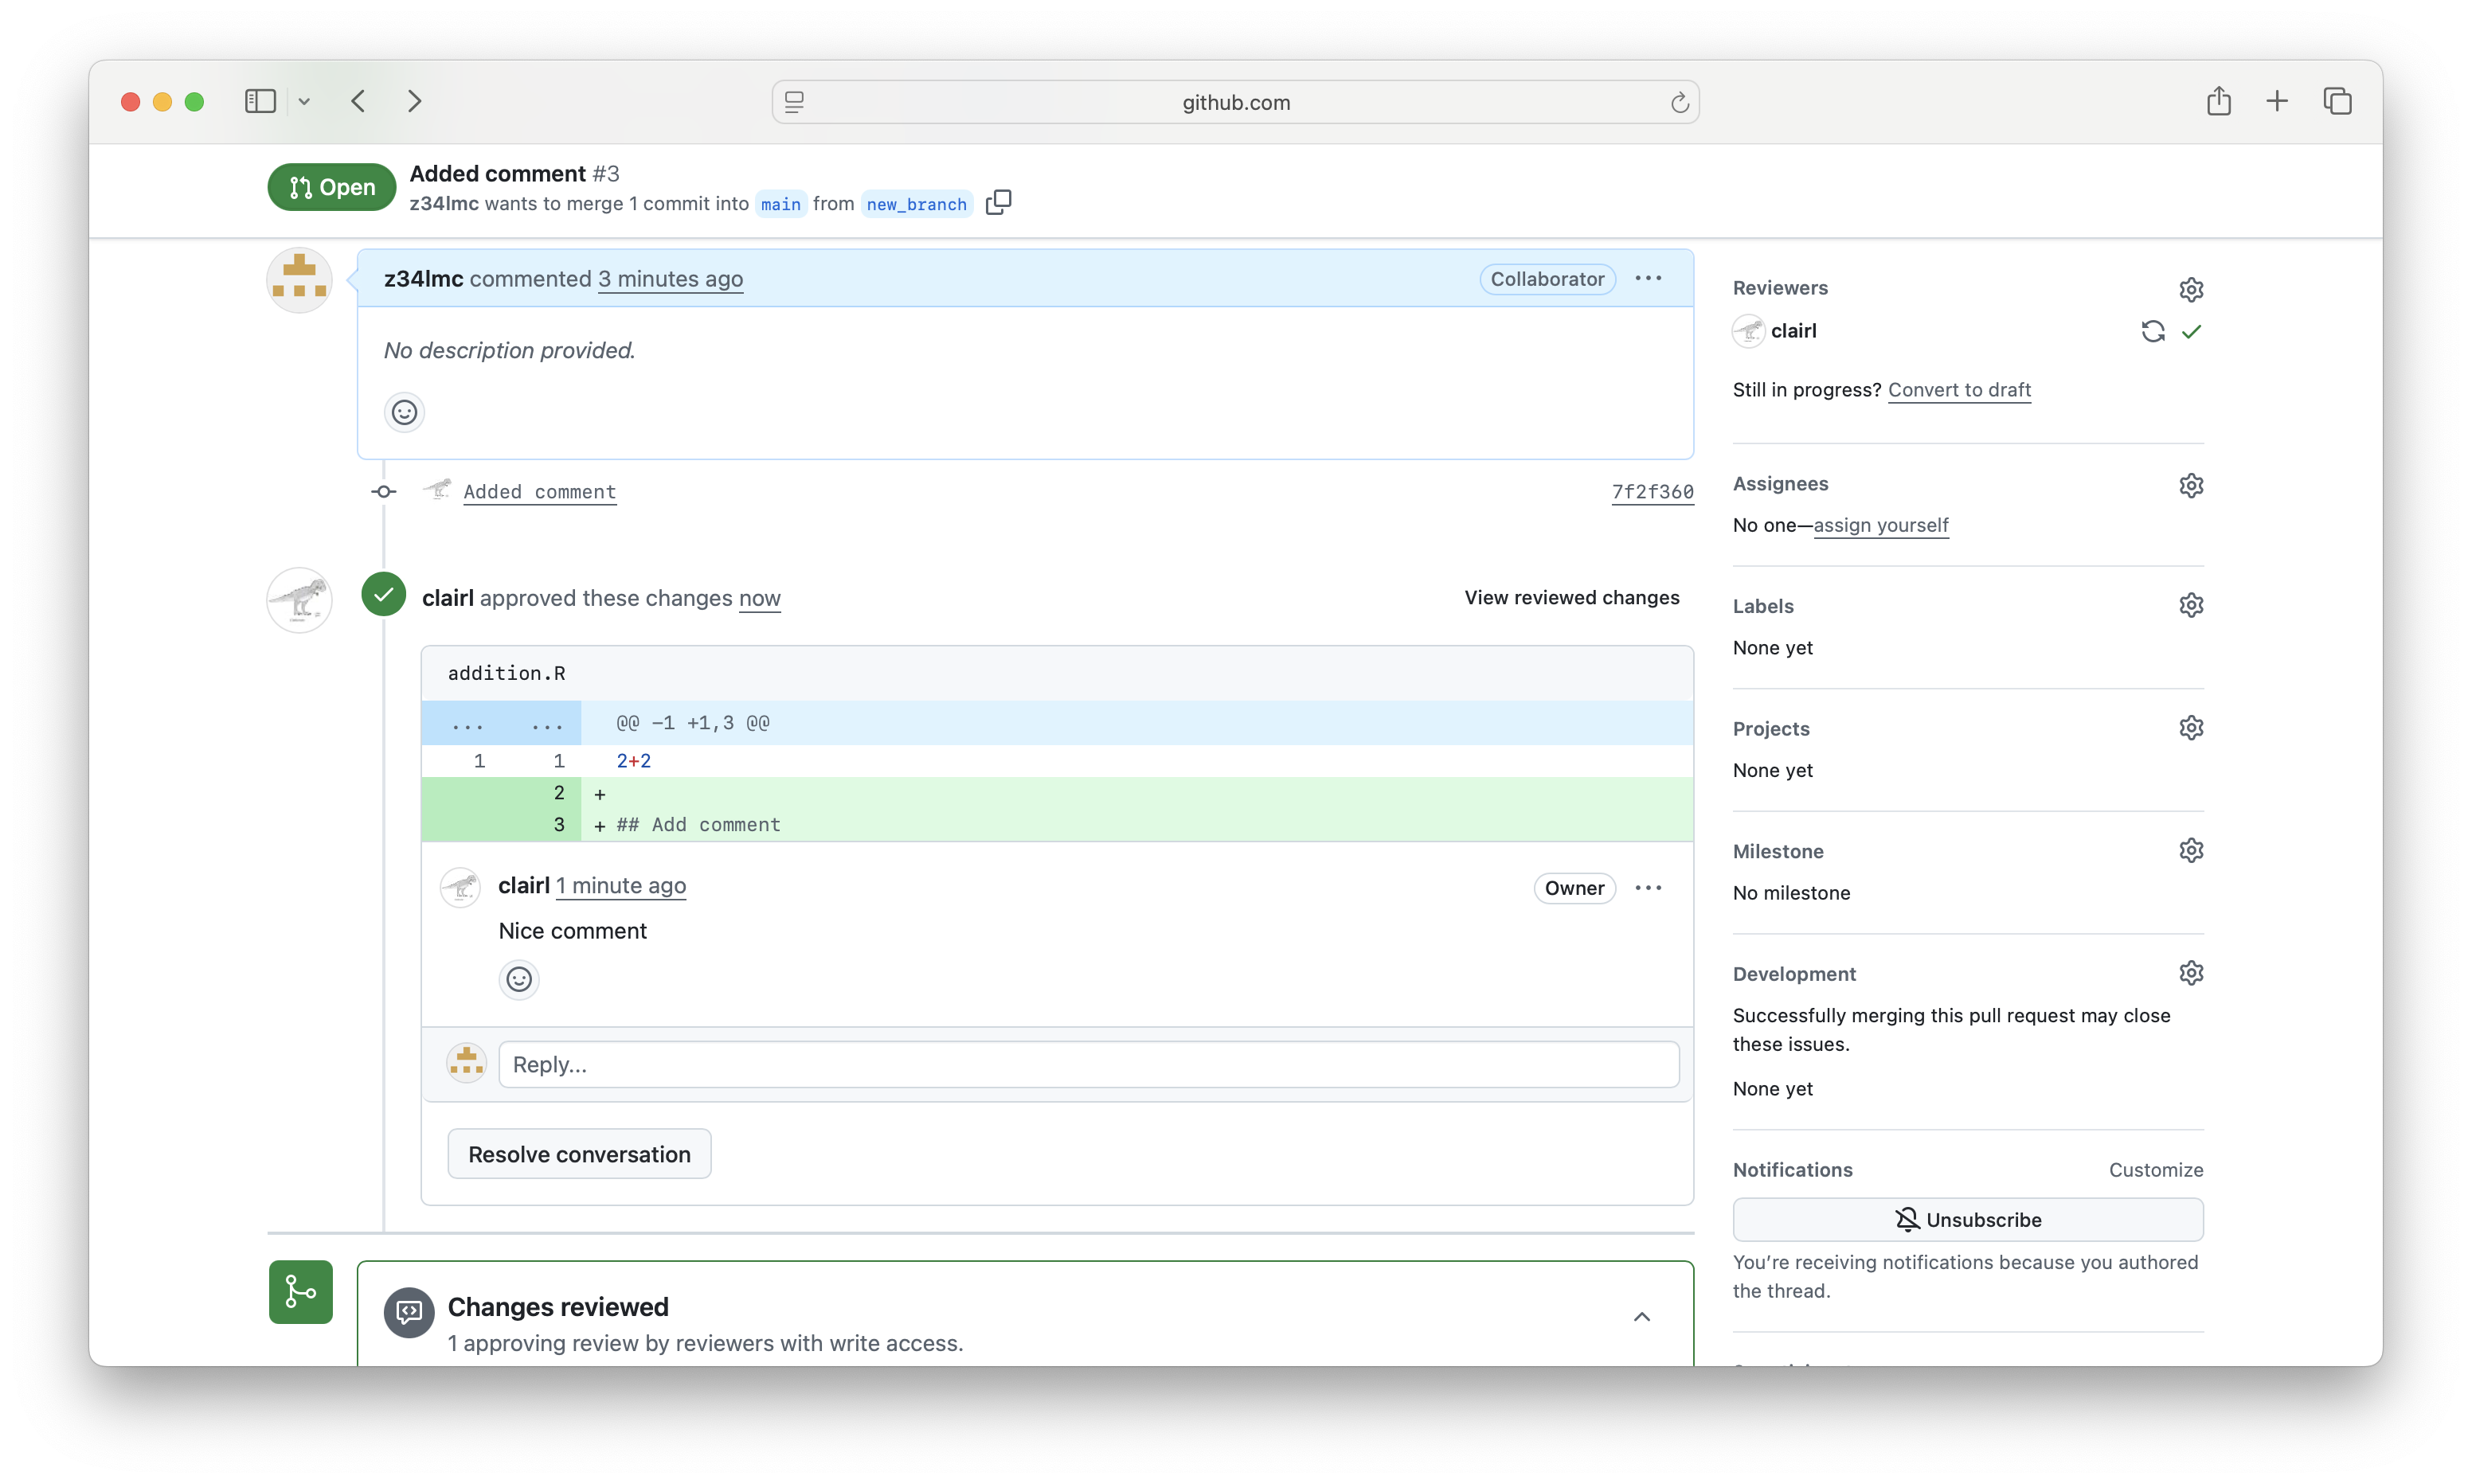 github.com
Open
Added comment #3
z34lmc wants to merge 1 commit into main from new_branch
z34lmc commented 3 minutes ago
Collaborator
No description provided.
Added comment
7f2f360
clairl approved these changes now
View reviewed changes
addition.R
... ... @@ -1 +1,3 @@
1 1 2+2
2 +
3 + ## Add comment
clairl 1 minute ago
Owner
Nice comment
Reply...
Resolve conversation
Changes reviewed
1 approving review by reviewers with write access.
Reviewers
clairl
Still in progress? Convert to draft
Assignees
No one—assign yourself
Labels
None yet
Projects
None yet
Milestone
No milestone
Development
Successfully merging this pull request may close
these issues.
None yet
Notifications
Customize
Unsubscribe
You’re receiving notifications because you authored
the thread.